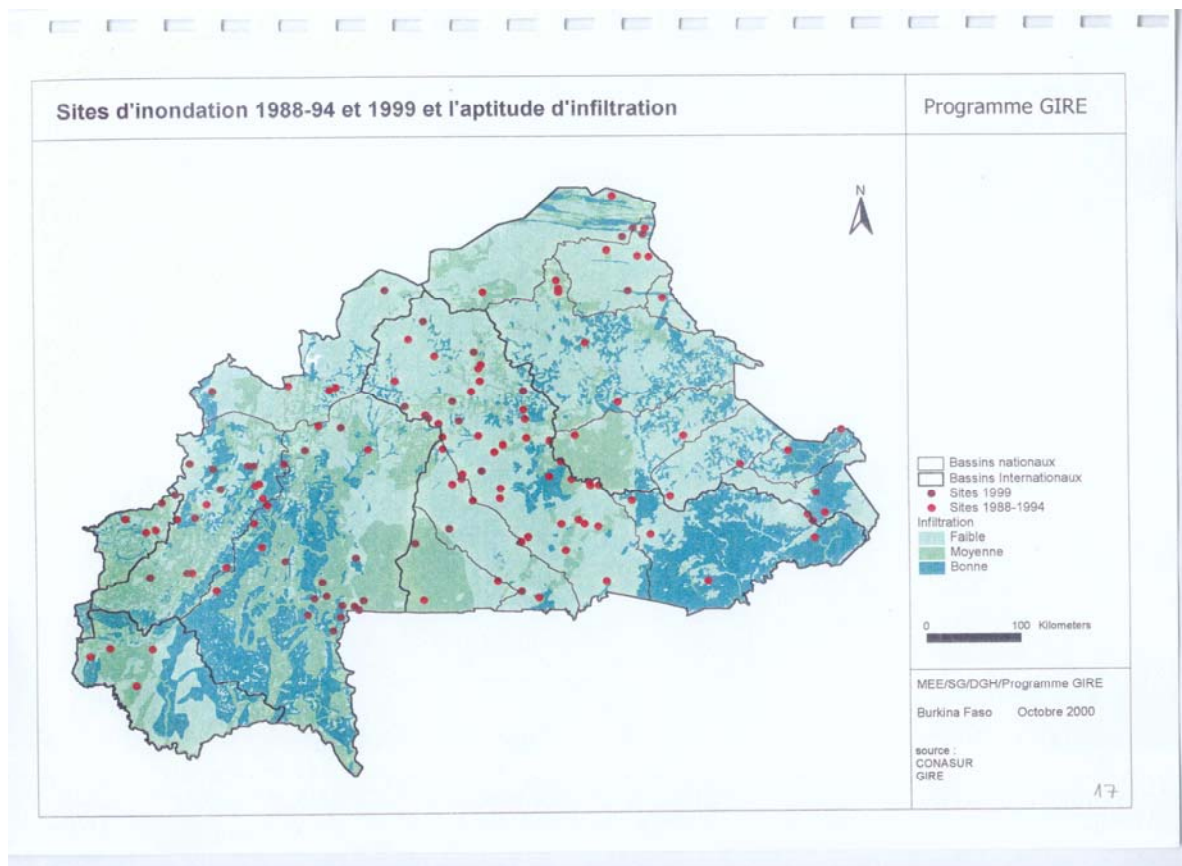 Sites d'inondation 1988-94 et 1999 et l'aptitude d'infiltration
Programme GIRE
N
Bassins nationaux
Bassins Internationaux
Sites 1999
Sites 1988-1994
Infiltration
Faible
Moyenne
Bonne
0 100 Kilometers
MEE/SG/DGH/Programme GIRE
Burkina Faso Octobre 2000
source :
CONASUR
GIRE
17